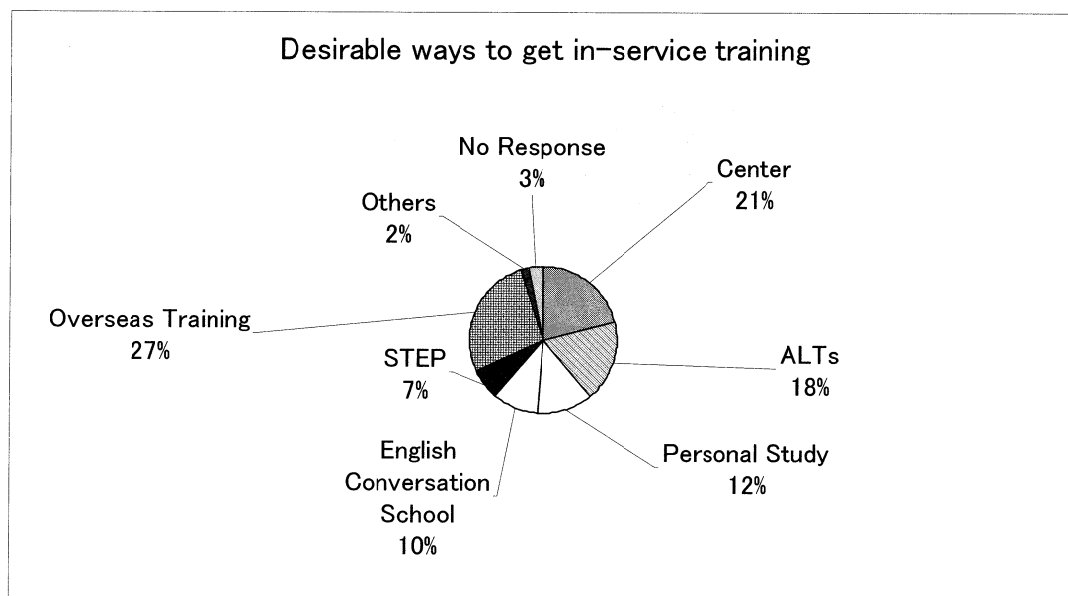 Desirable ways to get in-service training
No Response
3%
Center
21%
Others
2%
Overseas Training
27%
STEP
7%
ALTs
18%
English
Conversation
School
10%
Personal Study
12%